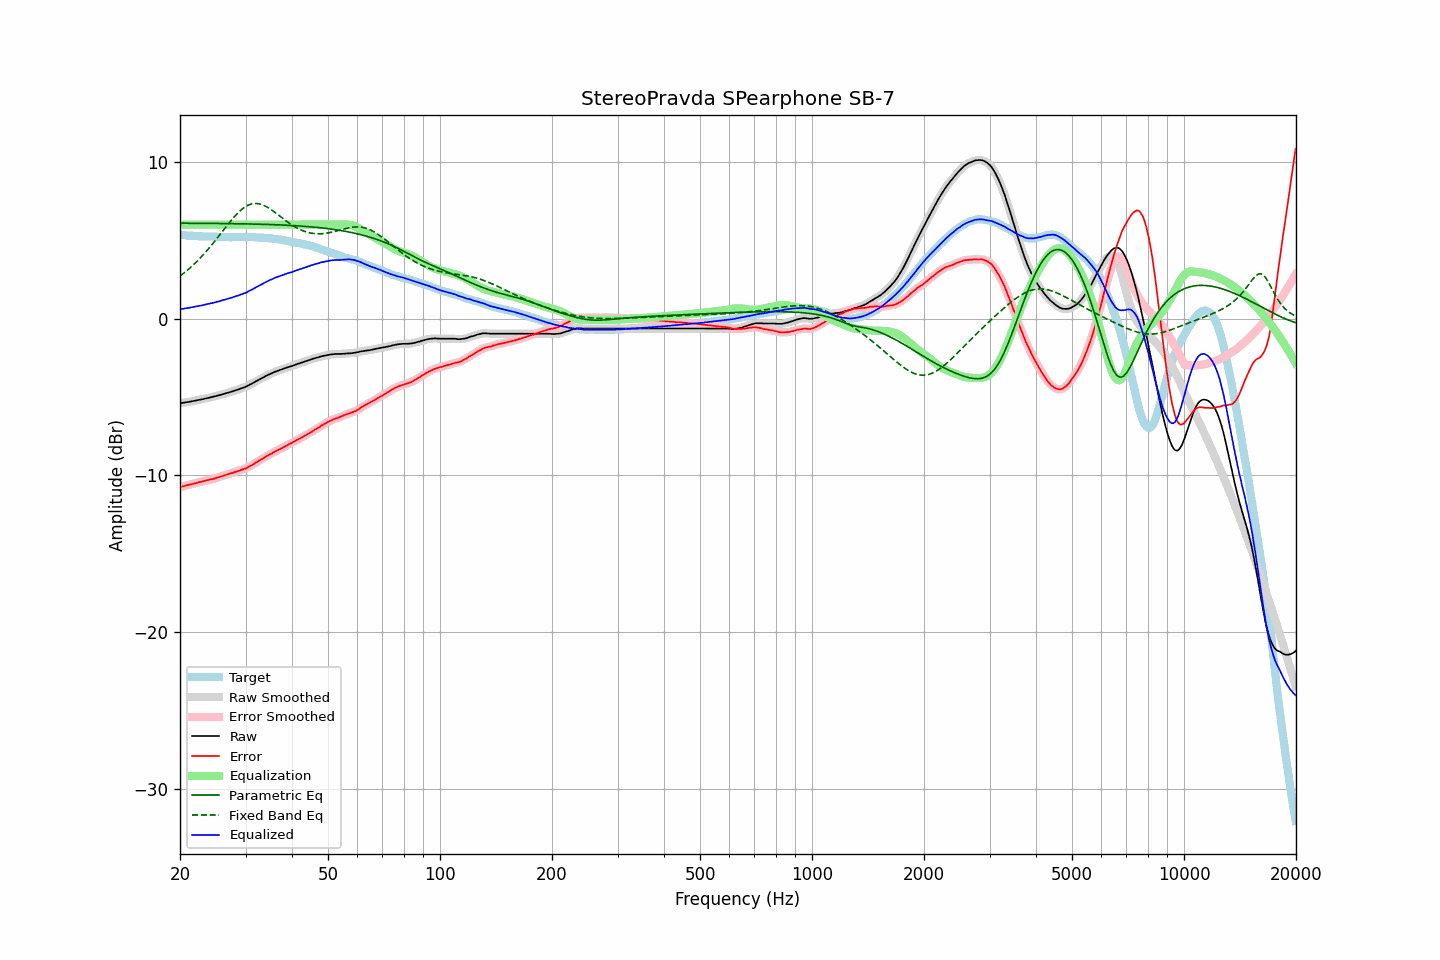 StereoPravda SPearphone SB-7
Amplitude (dBr)
10
0
−10
−20
−30
Target
Raw Smoothed
Error Smoothed
Raw
Error
Equalization
Parametric Eq
Fixed Band Eq
Equalized
20 50 100 200 500 1000 2000 5000 10000 20000
Frequency (Hz)